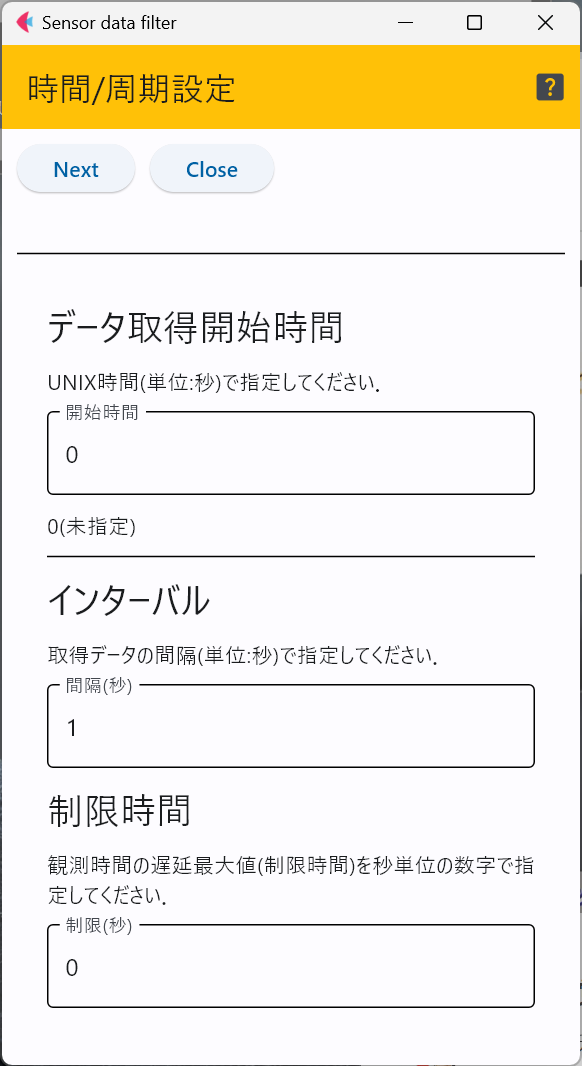 Sensor data filter
時間/周期設定
?
Next
Close
データ取得開始時間
UNIX時間(単位:秒)で指定してください.
開始時間
0
0(未指定)
インターバル
取得データの間隔(単位:秒)で指定してください.
間隔(秒)
1
制限時間
観測時間の遅延最大値(制限時間)を秒単位の数字で指
定してください.
制限(秒)
0